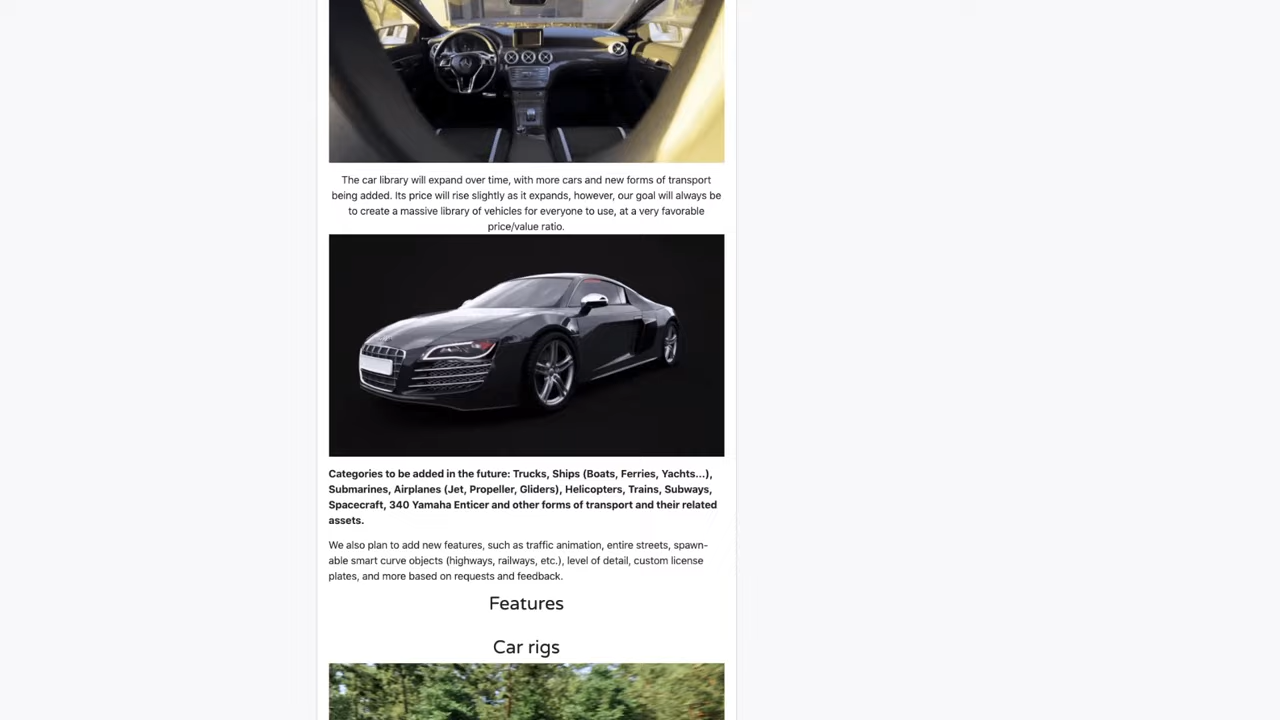 The car library will expand over time, with more cars and new forms of transport
being added. Its price will rise slightly as it expands, however, our goal will always be
to create a massive library of vehicles for everyone to use, at a very favorable
price/value ratio.
Categories to be added in the future: Trucks, Ships (Boats, Ferries, Yachts...),
Submarines, Airplanes (Jet, Propeller, Gliders), Helicopters, Trains, Subways,
Spacecraft, 340 Yamaha Enticer and other forms of transport and their related
assets.
We also plan to add new features, such as traffic animation, entire streets, spawn-
able smart curve objects (highways, railways, etc.), level of detail, custom license
plates, and more based on requests and feedback.
Features
Car rigs